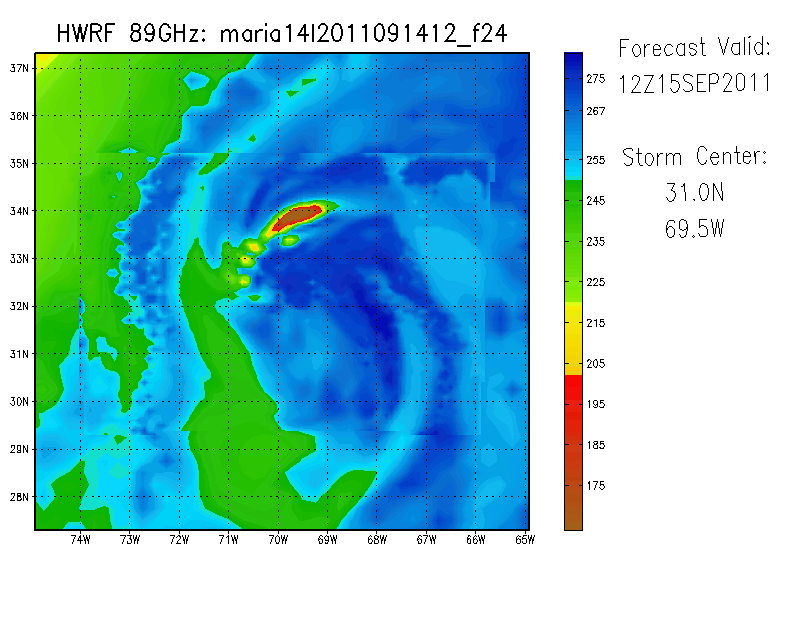 HWRF 89GHz: maria14l2011091412_f24
Forecast Valid:
12Z15SEP2011
Storm Center:
31.0N
69.5W
37N
36N
35N
34N
33N
32N
31N
30N
29N
28N
74W 73W 72W 71W 70W 69W 68W 67W 66W 65W
275
267
255
245
235
225
215
205
195
185
175